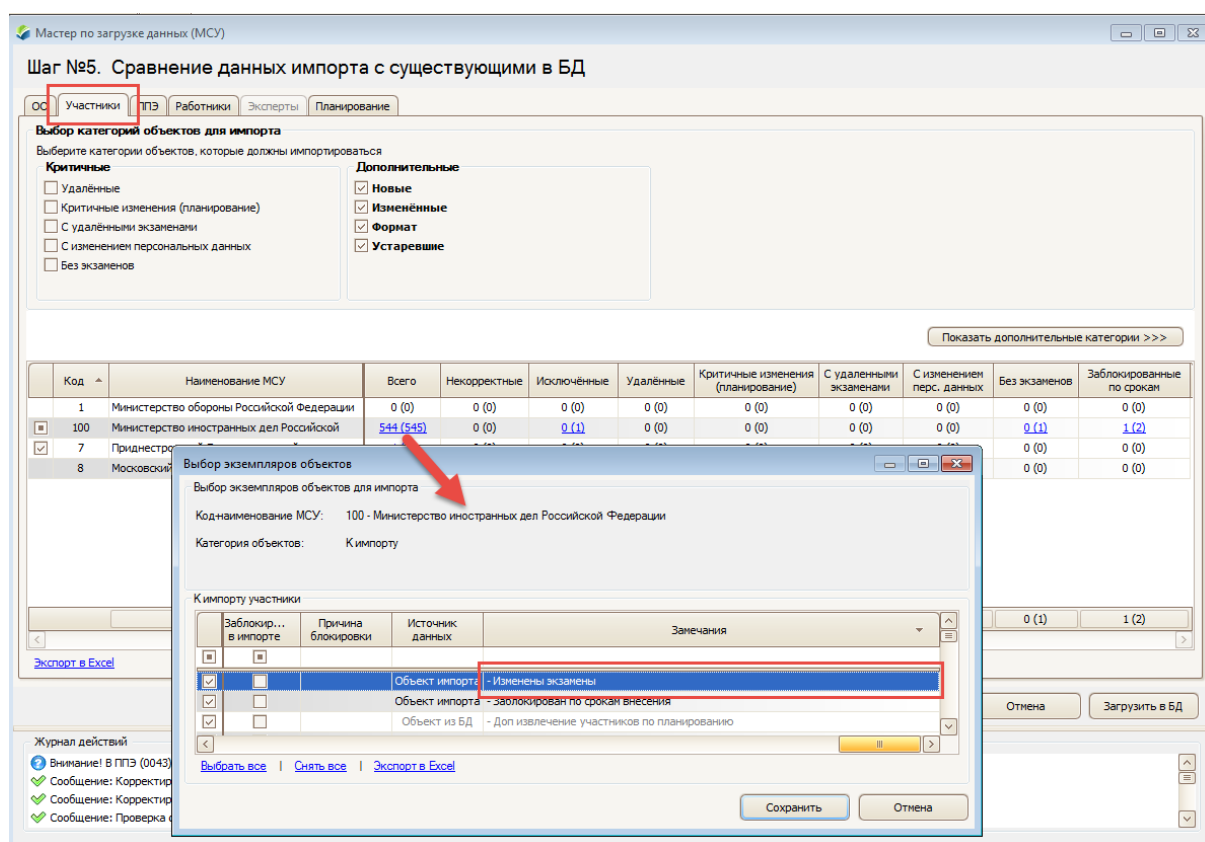 Мастер по загрузке данных (МСУ)
Шаг №5. Сравнение данных импорта с существующими в БД
ОО Участники ППЭ Работники Эксперты Планирование
Выбор категорий объектов для импорта
Выберите категории объектов, которые должны импортироваться
Критичные Дополнительные
Удалённые Новые
Критичные изменения (планирование) Изменённые
С удалёнными экзаменами Формат
С изменением персональных данных Устаревшие
Без экзаменов
Показать дополнительные категории >>>
Код Наименование МСУ Всего Некорректные Исключённые Удалённые Критичные изменения (планирование) С удаленными экзаменами С изменением перс. данных Без экзаменов Заблокированные по срокам
1 Министерство обороны Российской Федерации 0 (0) 0 (0) 0 (0) 0 (0) 0 (0) 0 (0) 0 (0) 0 (0) 0 (0)
100 Министерство иностранных дел Российской 544 (545) 0 (0) 0 (1) 0 (0) 0 (0) 0 (0) 0 (0) 0 (1) 1 (2)
7 0 (0) 0 (0)
8 Московский 0 (0) 0 (0)
Выбор экземпляров объектов
Выбор экземпляров объектов для импорта
Код-наименование МСУ: 100 - Министерство иностранных дел Российской Федерации
Категория объектов: К импорту
К импорту участники
Заблокир... в импорте Причина блокировки Источник данных Замечания
Объект импорта - Изменены экзамены
Объект импорта - Заблокирован по срокам внесения
Объект из БД - Доп извлечение участников по планированию
Выбрать все | Снять все | Экспорт в Excel
Сохранить Отмена
0 (1) 1 (2)
Экспорт в Excel
Отмена Загрузить в БД
Журнал действий
Внимание! В ППЭ (0043)
Сообщение: Корректир
Сообщение: Корректир
Сообщение: Проверка